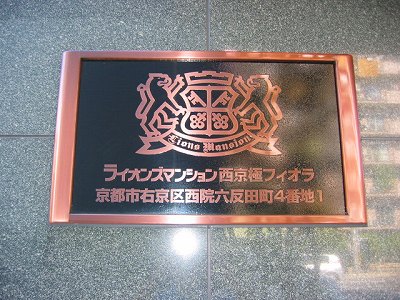 Lions Mansion
ライオンズマンション西京極フィオラ
京都市右京区西院六反田町4番地1